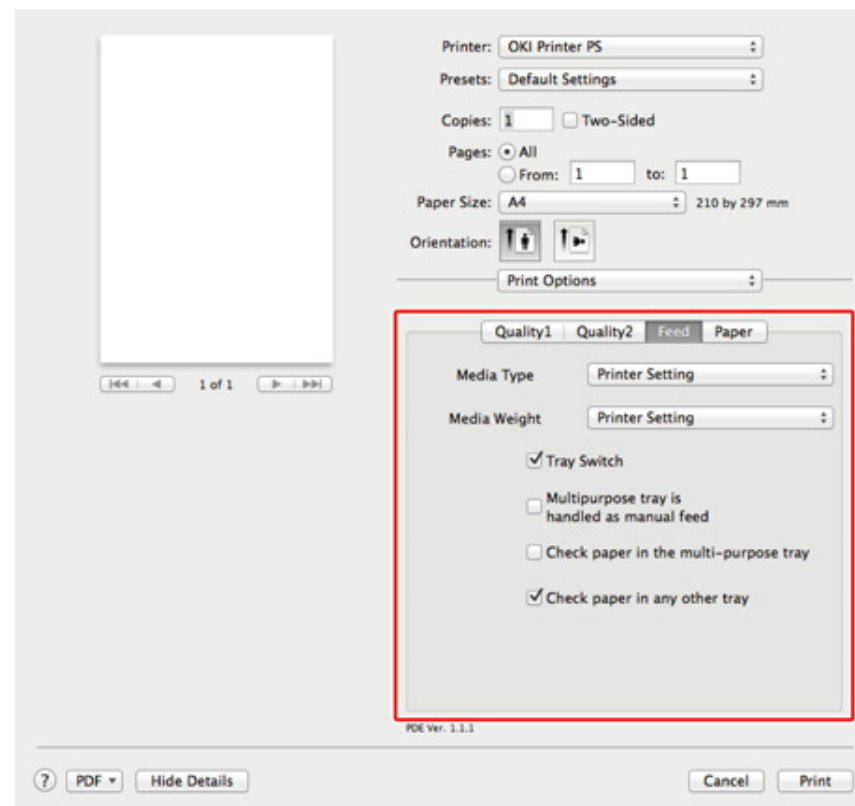 Printer: OKI Printer PS
Presets: Default Settings
Copies: 1 Two-Sided
Pages: All
From: 1 to: 1
Paper Size: A4 210 by 297 mm
Orientation:
Print Options
Quality1 Quality2 Feed Paper
Media Type Printer Setting
Media Weight Printer Setting
Tray Switch
Multipurpose tray is
handled as manual feed
Check paper in the multi-purpose tray
Check paper in any other tray
1 of 1
PDE Ver. 1.1.1
? PDF Hide Details Cancel Print